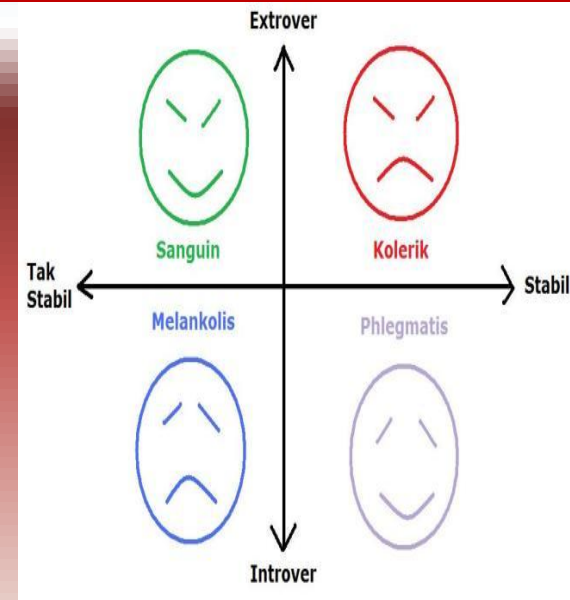 Extrover
Sanguin
Kolerik
Tak
Stabil
Stabil
Melankolis
Phlegmatis
Introver